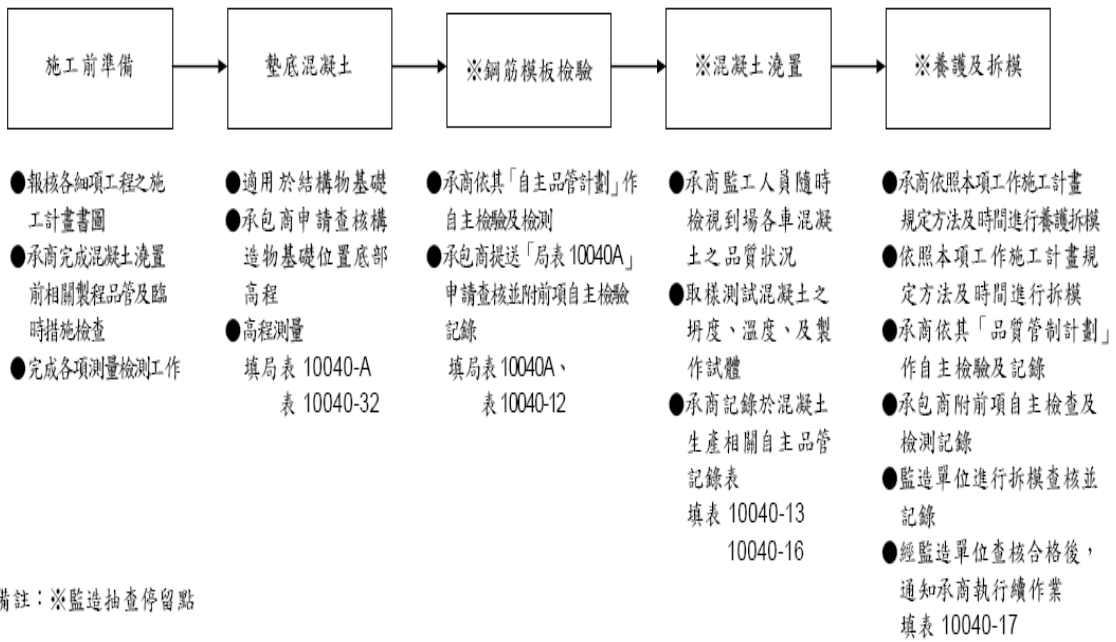 施工前準備
墊底混凝土
※鋼筋模板檢驗
※混凝土澆置
※養護及拆模
●報核各細項工程之施
工計畫書圖
●承商完成混凝土澆置
前相關製程品管及臨
時措施檢查
●完成各項測量檢測工作
●適用於結構物基礎
●承包商申請查核構
造物基礎位置底部
高程
●高程測量
填局表 10040-A
表 10040-32
●承商依其「自主品管計劃」作
自主檢驗及檢測
●承包商提送「局表 10040A」
申請查核並附前項自主檢驗
記錄
填局表 10040A、
表 10040-12
●承商監工人員隨時
檢視到場各車混凝
土之品質狀況
●取樣測試混凝土之
坍度、溫度、及製
作試體
●承商記錄於混凝土
生產相關自主品管
記錄表
填表 10040-13
10040-16
●承商依照本項工作施工計畫
規定方法及時間進行養護拆模
●依照本項工作施工計畫規
定方法及時間進行拆模
●承商依其「品質管制計劃」
作自主檢驗及記錄
●承包商附前項自主檢查及
檢測記錄
●監造單位進行拆模查核並
記錄
●經監造單位查核合格後，
通知承商執行續作業
填表 10040-17
備註：※監造抽查停留點